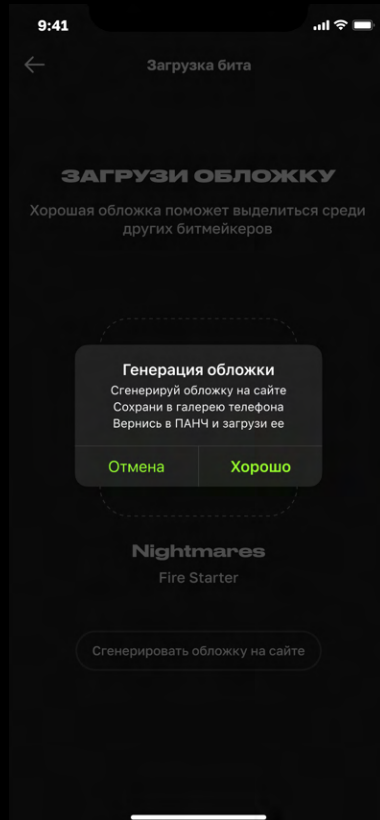 9:41
Загрузка бита
ЗАГРУЗИ ОБЛОЖКУ
Хорошая обложка поможет выделиться среди
других битмейкеров
Генерация обложки
Сгенерируй обложку на сайте
Сохрани в галерею телефона
Вернись в ПАНЧ и загрузи ее
Отмена
Хорошо
Nightmares
Fire Starter
Сгенерировать обложку на сайте